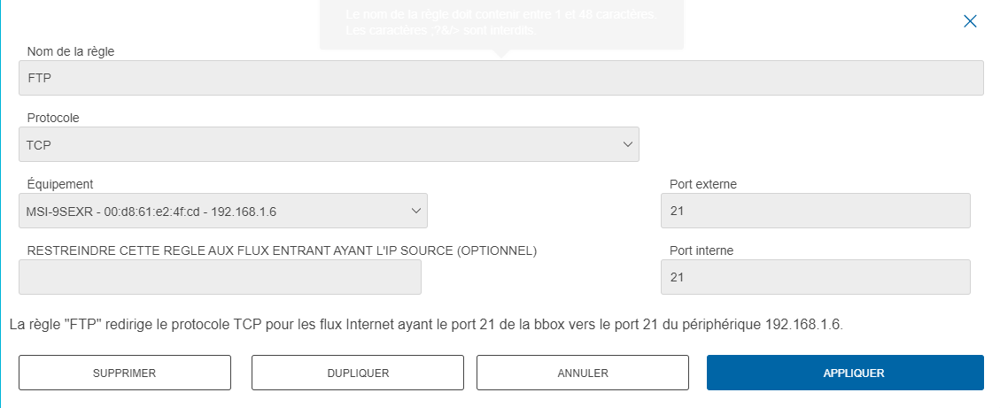 Le nom de la règle doit contenir entre 1 et 48 caractères.
Les caractères ;?&/> sont interdits.
Nom de la règle
FTP
Protocole
TCP
Équipement
Port externe
MSI-9SEXR - 00:d8:61:e2:4f:cd - 192.168.1.6
21
RESTREINDRE CETTE REGLE AUX FLUX ENTRANT AYANT L'IP SOURCE (OPTIONNEL)
Port interne
21
La règle "FTP" redirige le protocole TCP pour les flux Internet ayant le port 21 de la bbox vers le port 21 du périphérique 192.168.1.6.
SUPPRIMER
DUPLIQUER
ANNULER
APPLIQUER